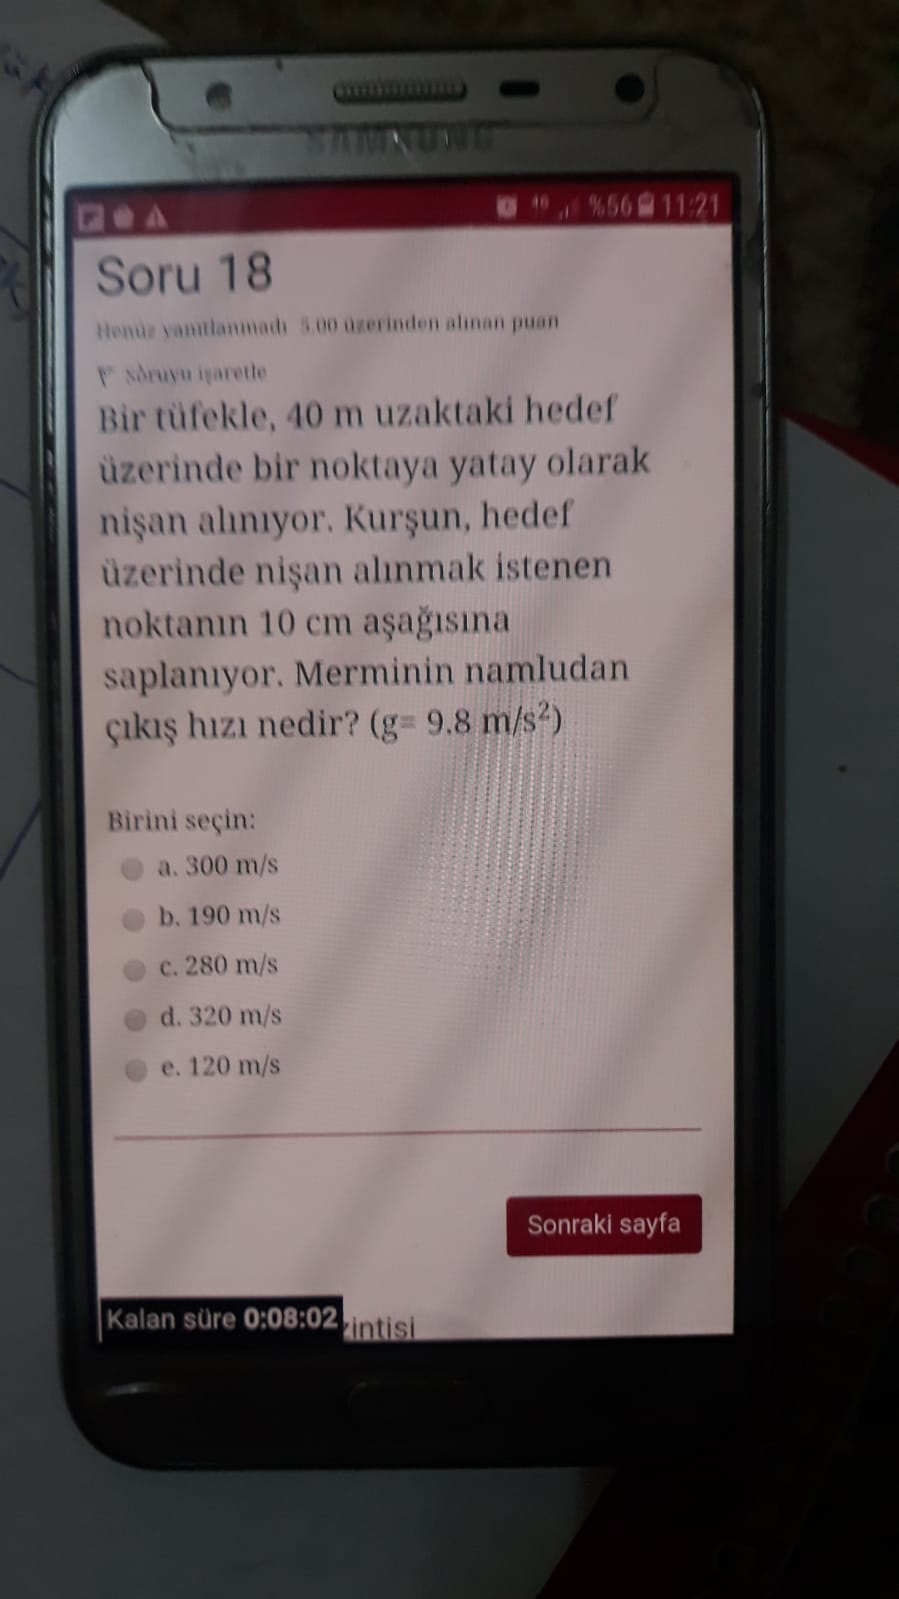 SAMSUNG
4G %56 11:21
Soru 18
Henüz yanıtlanmadı 5.00 üzerinden alınan puan
Soruyu işaretle
Bir tüfekle, 40 m uzaktaki hedef
üzerinde bir noktaya yatay olarak
nişan alınıyor. Kurşun, hedef
üzerinde nişan alınmak istenen
noktanın 10 cm aşağısına
saplanıyor. Merminin namludan
çıkış hızı nedir? (g= 9.8 m/s²)
Birini seçin:
a. 300 m/s
b. 190 m/s
c. 280 m/s
d. 320 m/s
e. 120 m/s
Sonraki sayfa
Kalan süre 0:08:02